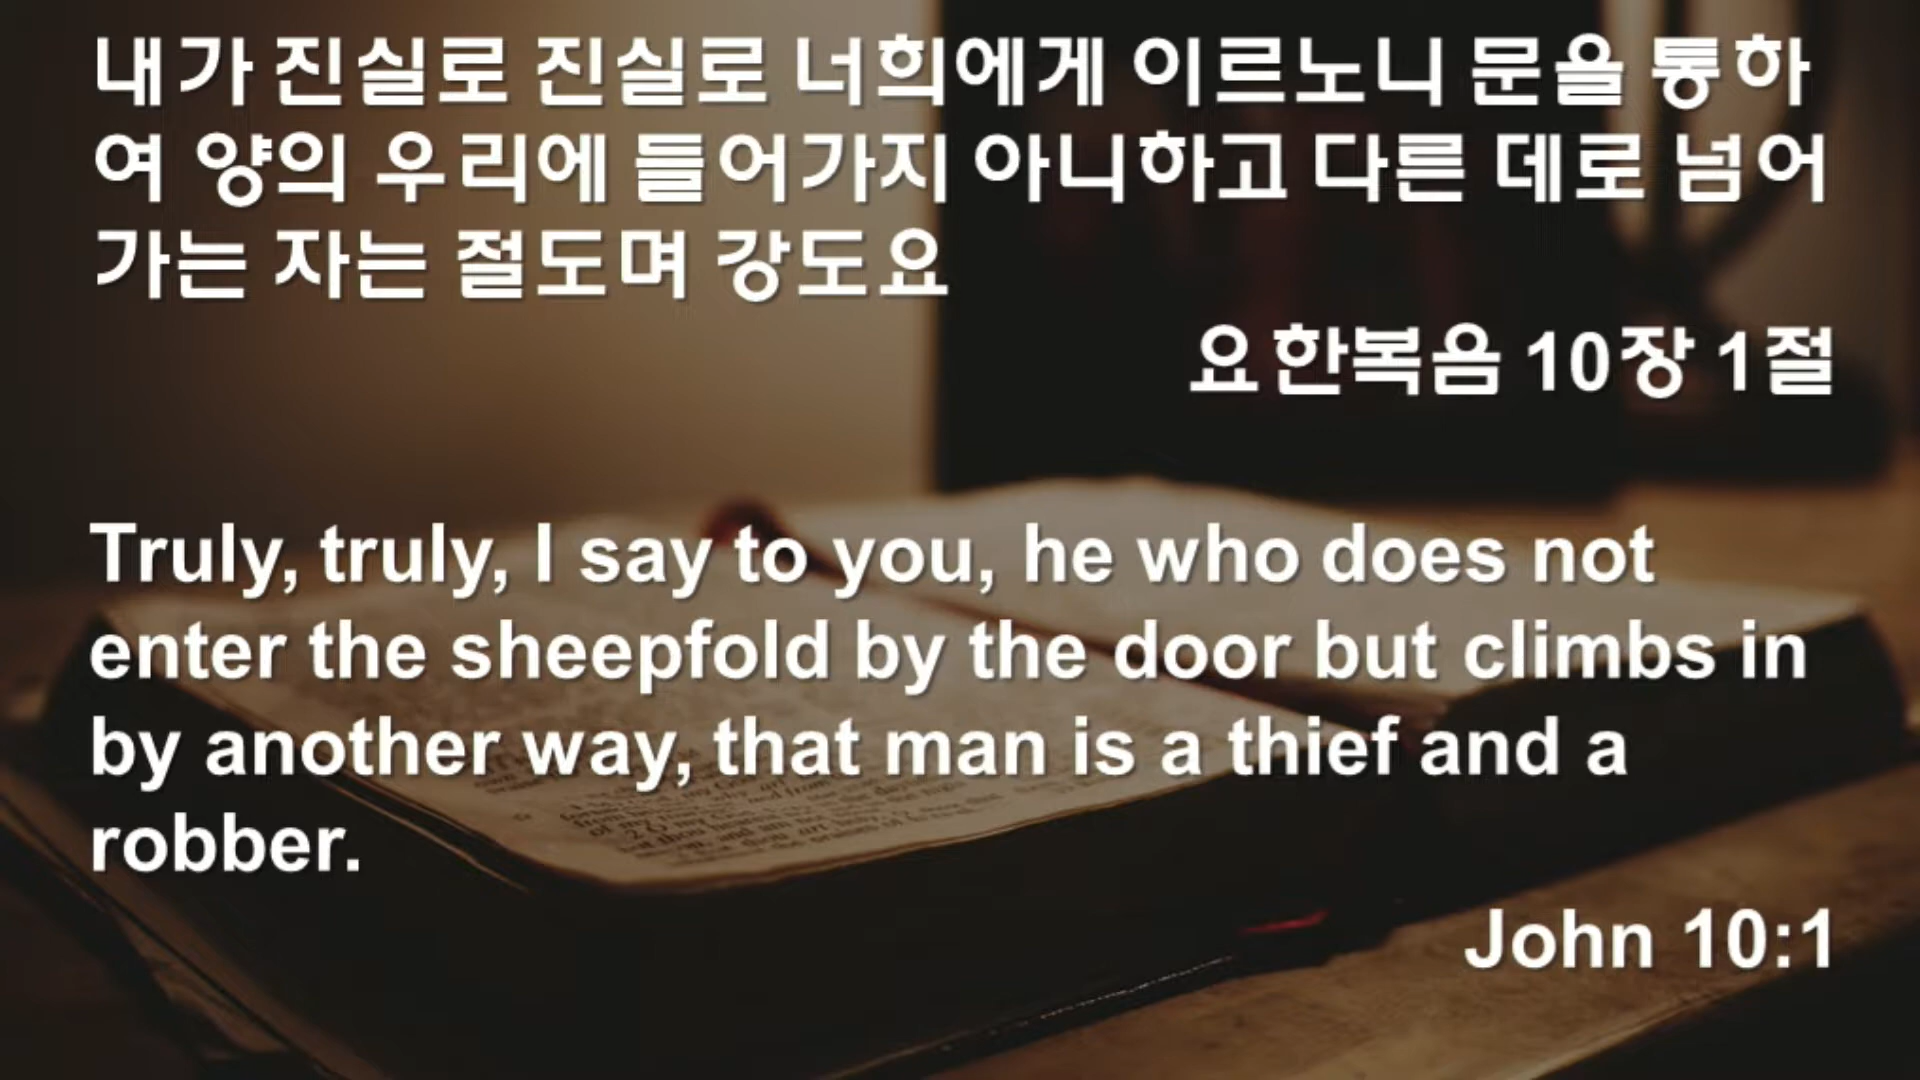 내가 진실로 진실로 너희에게 이르노니 문을 통하
여 양의 우리에 들어가지 아니하고 다른 데로 넘어
가는 자는 절도며 강도요
요한복음 10장 1절
Truly, truly, I say to you, he who does not
enter the sheepfold by the door but climbs in
by another way, that man is a thief and a
robber.
John 10:1